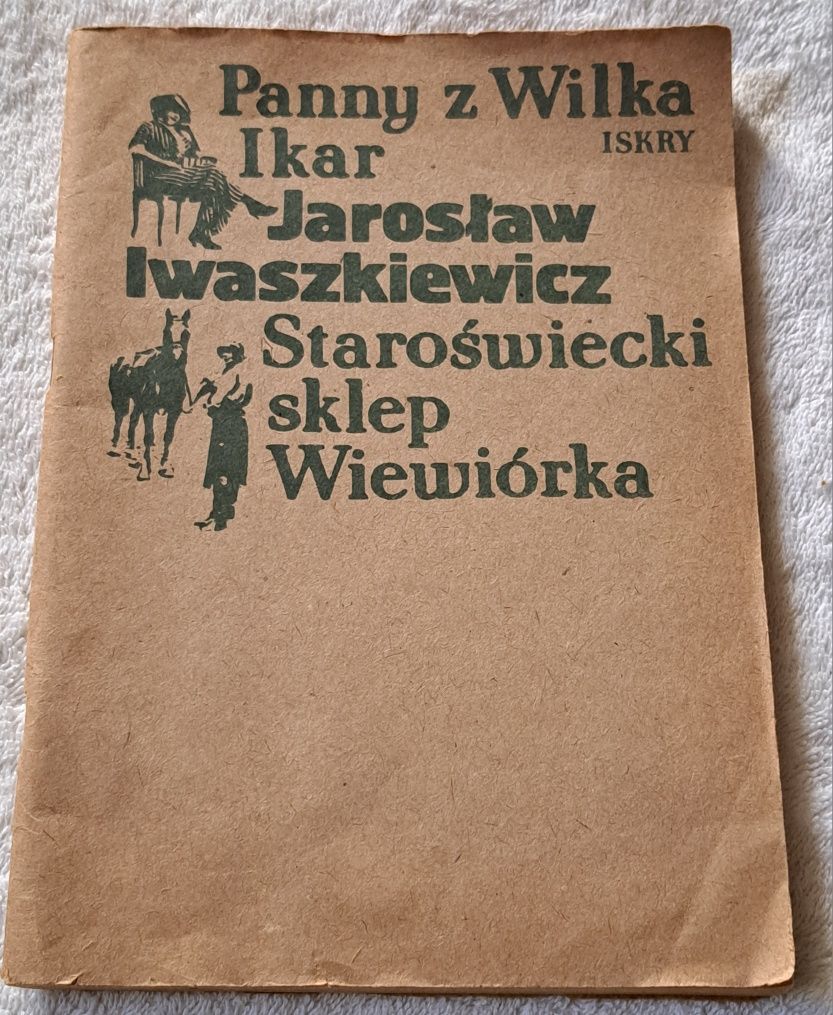 Panny z Wilka
ISKRY
Ikar
Jarosław
Iwaszkiewicz
Staroświecki
sklep
Wiewiórka